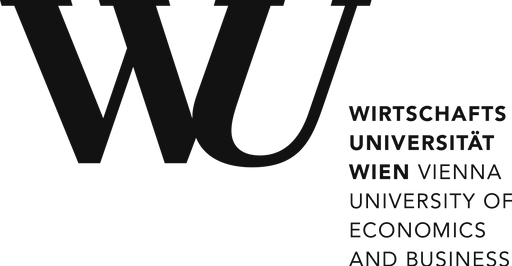 WU
WIRTSCHAFTS
UNIVERSITÄT
WIEN VIENNA
UNIVERSITY OF
ECONOMICS
AND BUSINESS